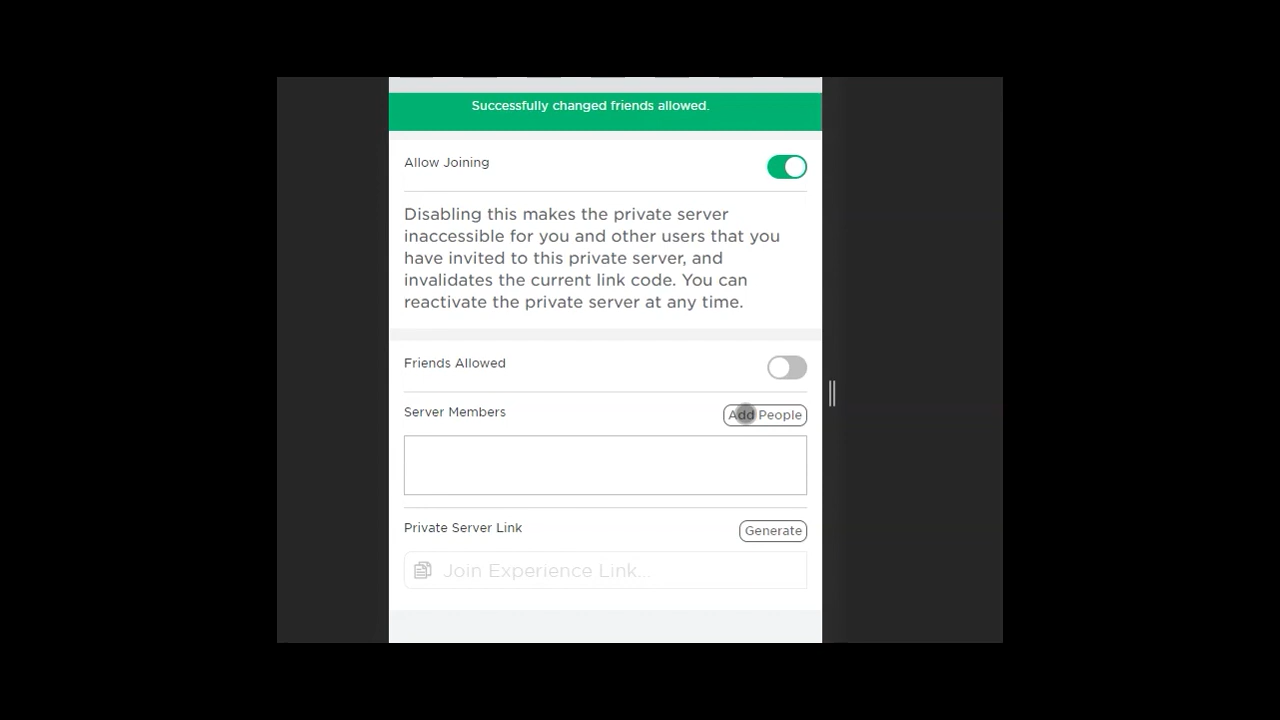 Successfully changed friends allowed.
Allow Joining
Disabling this makes the private server
inaccessible for you and other users that you
have invited to this private server, and
invalidates the current link code. You can
reactivate the private server at any time.
Friends Allowed
Server Members
Add People
Private Server Link
Generate
Join Experience Link...